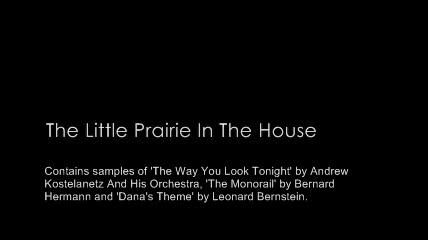 The Little Prairie In The House
Contains samples of 'The Way You Look Tonight' by Andrew
Kostelanetz And His Orchestra, 'The Monorail' by Bernard
Hermann and 'Dana's Theme' by Leonard Bernstein.